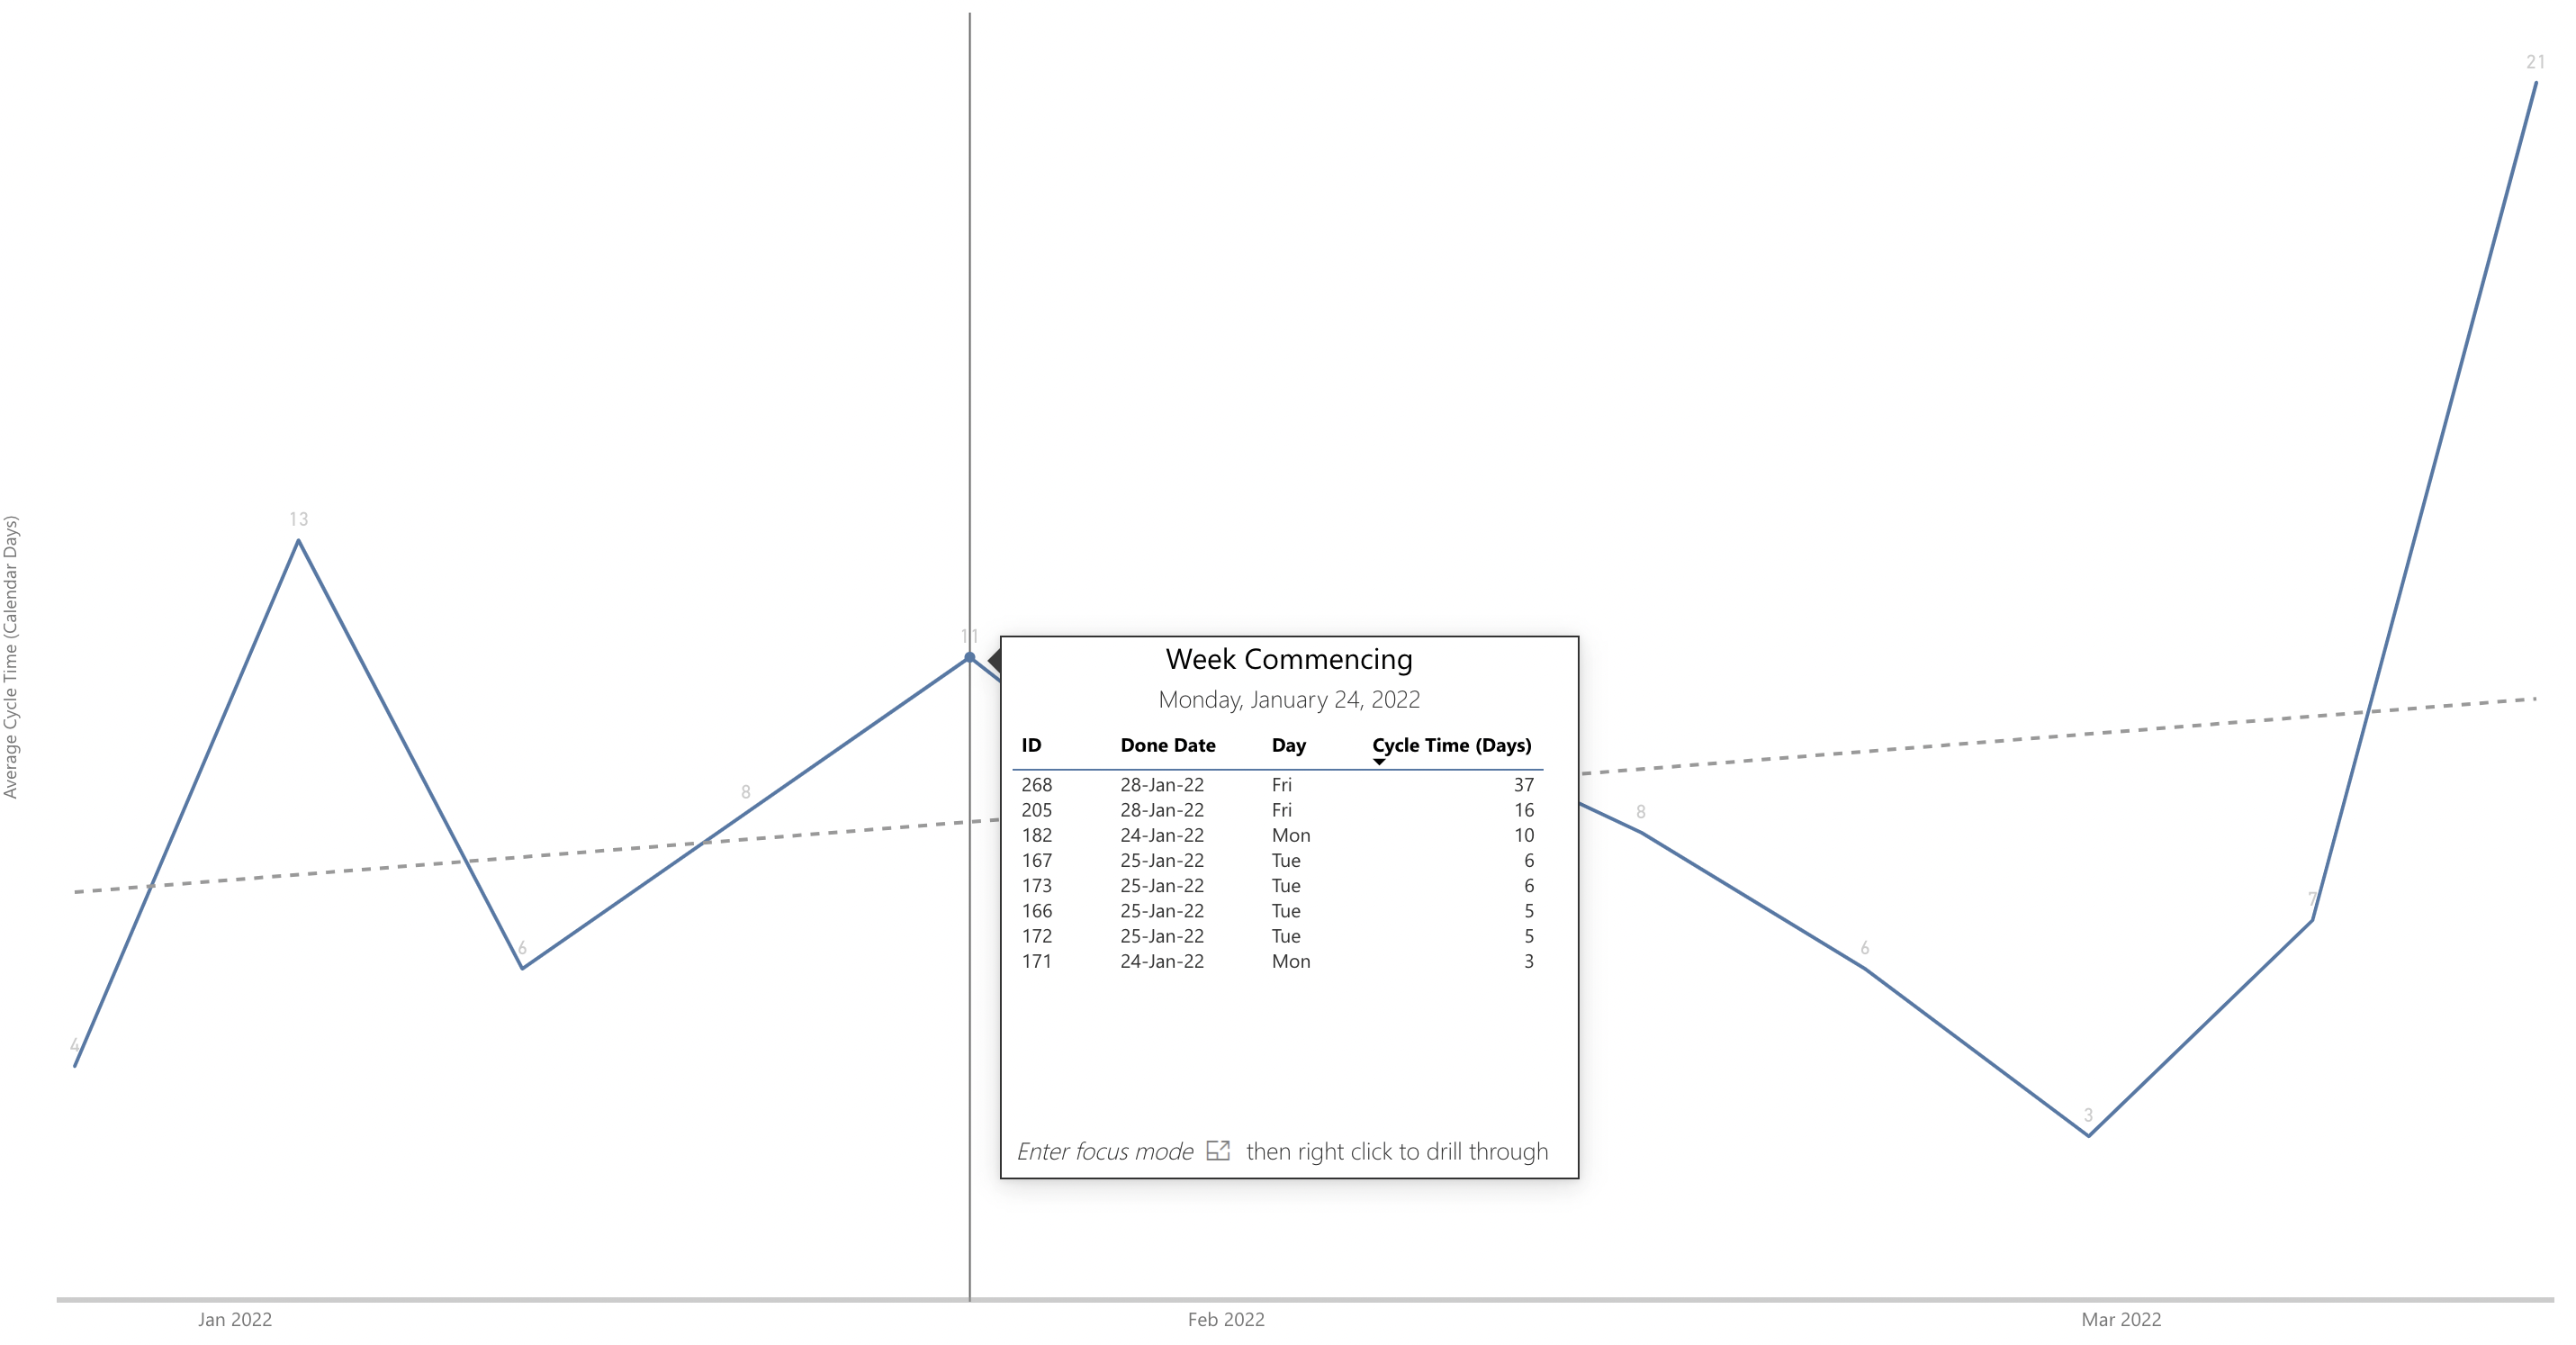 21
13
11
Average Cycle Time (Calendar Days)
Week Commencing
Monday, January 24, 2022
ID Done Date Day Cycle Time (Days)
268 28-Jan-22 Fri 37
205 28-Jan-22 Fri 16
182 24-Jan-22 Mon 10
167 25-Jan-22 Tue 6
173 25-Jan-22 Tue 6
166 25-Jan-22 Tue 5
172 25-Jan-22 Tue 5
171 24-Jan-22 Mon 3
Enter focus mode then right click to drill through
8
8
7
6
6
4
3
Jan 2022 Feb 2022 Mar 2022